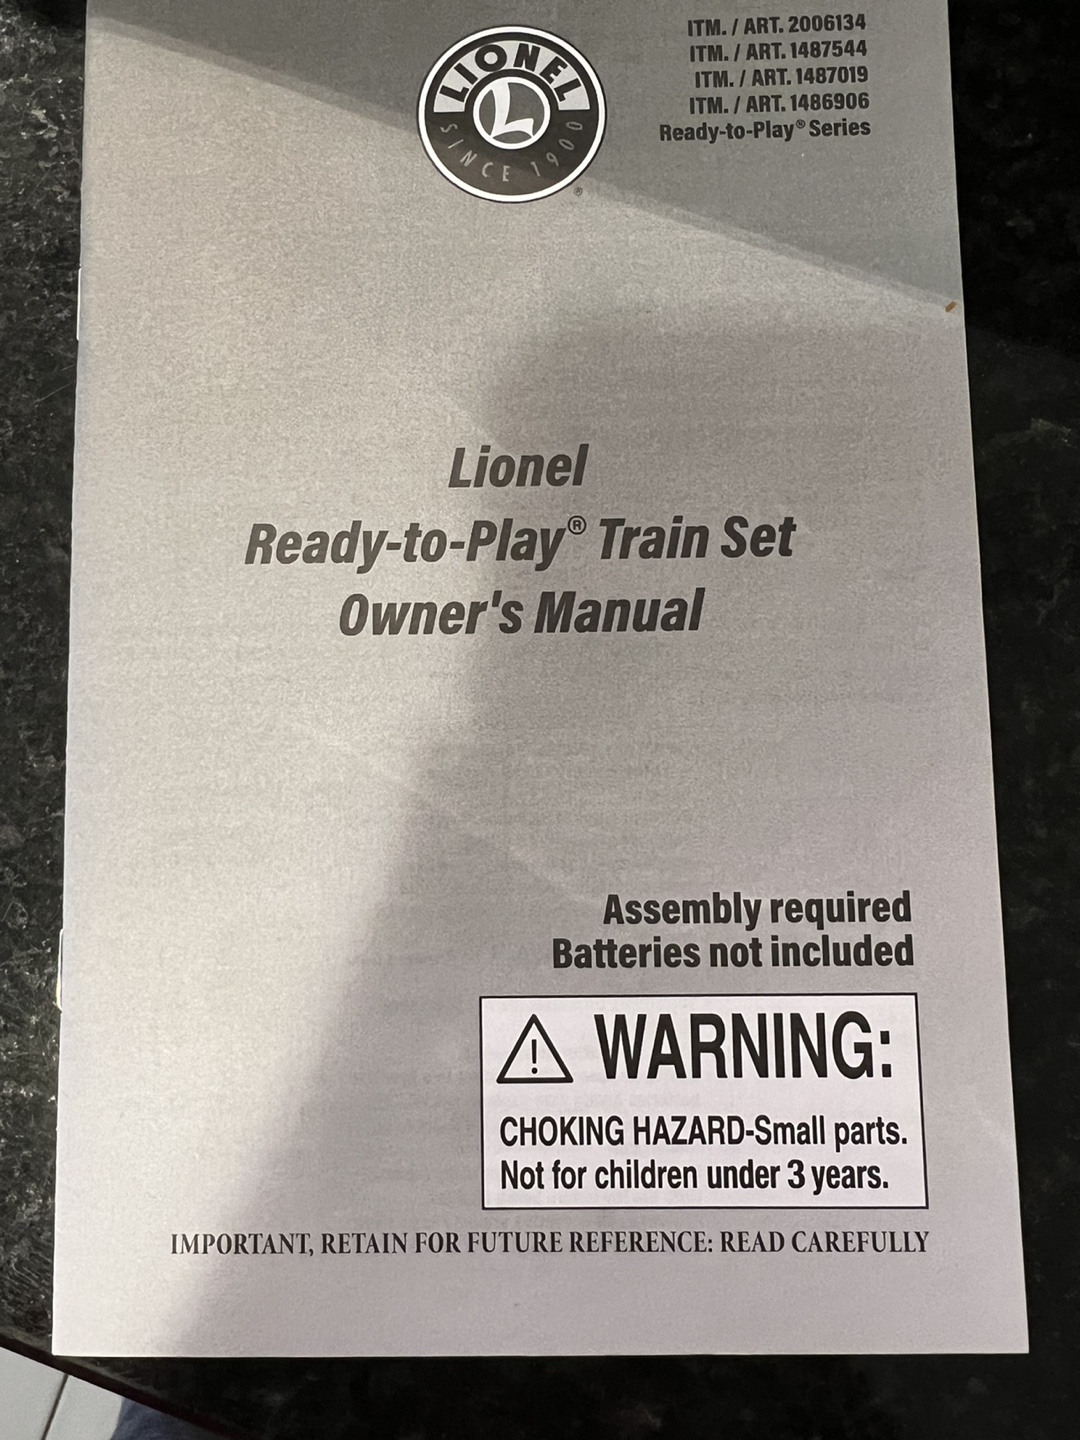 LIONEL
L
SINCE 1900
®
ITM. / ART. 2006134
ITM. / ART. 1487544
ITM. / ART. 1487019
ITM. / ART. 1486906
Ready-to-Play® Series
Lionel
Ready-to-Play® Train Set
Owner's Manual
Assembly required
Batteries not included
WARNING:
CHOKING HAZARD-Small parts.
Not for children under 3 years.
IMPORTANT, RETAIN FOR FUTURE REFERENCE: READ CAREFULLY